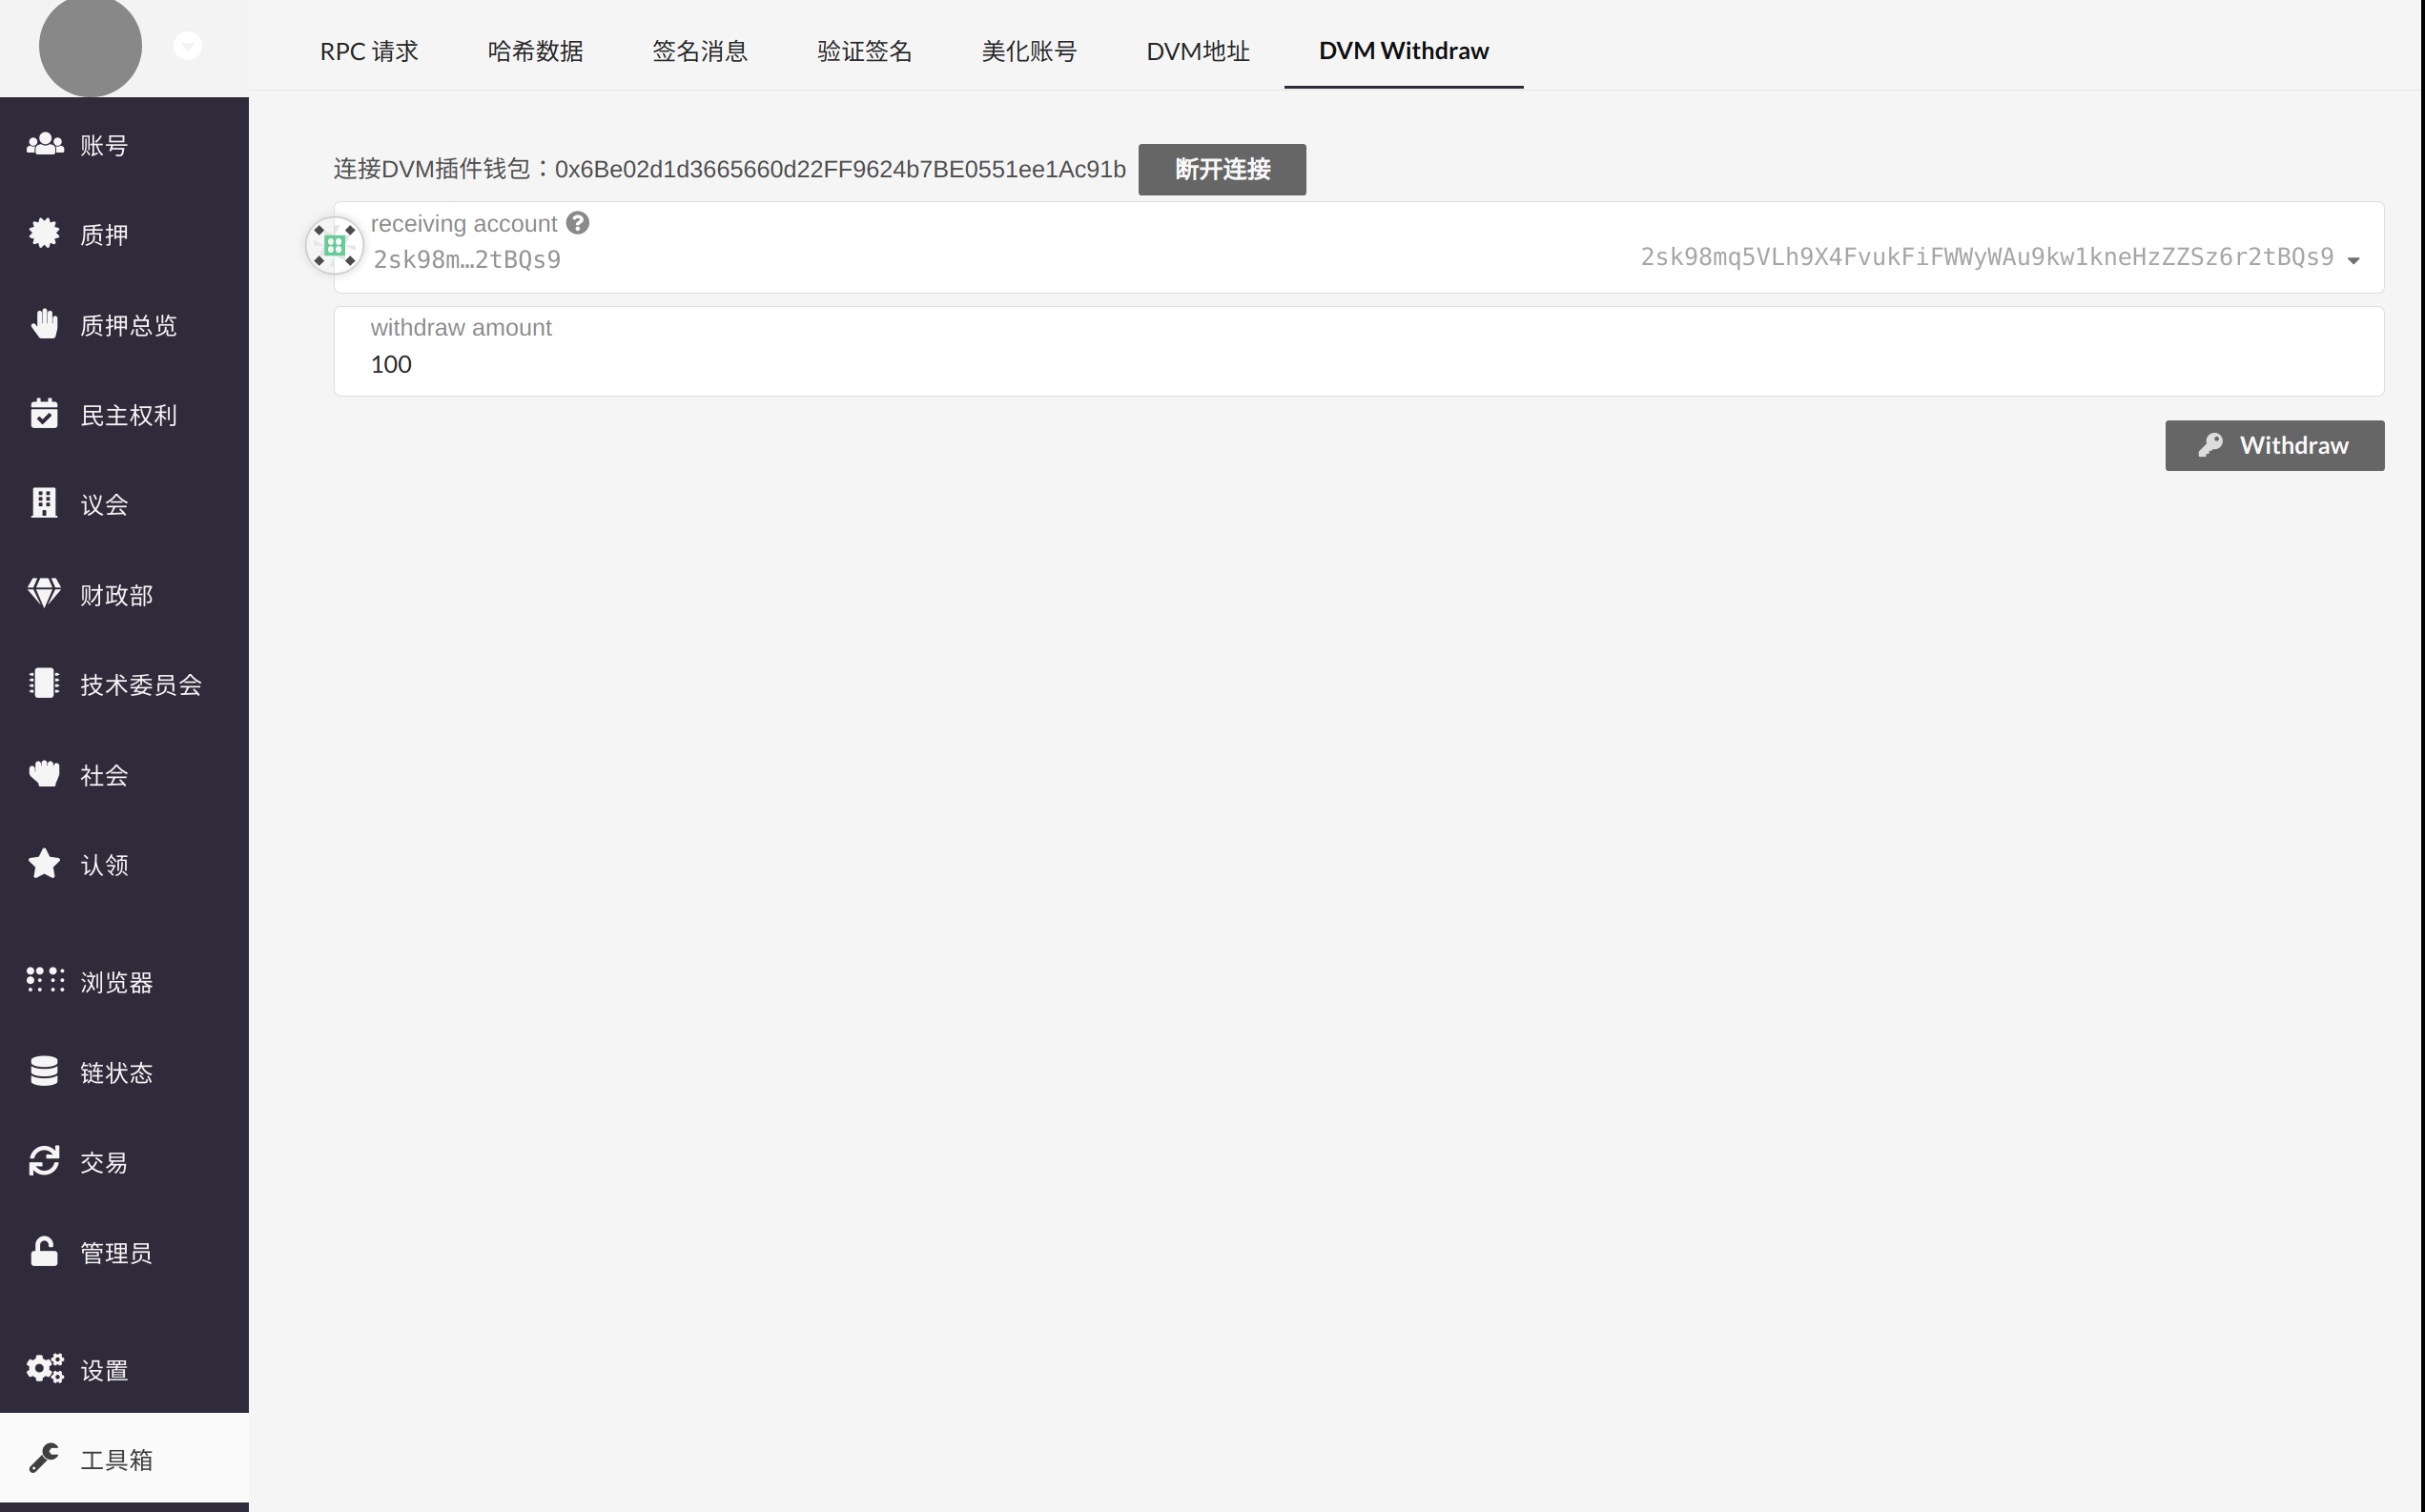 RPC 请求
哈希数据
签名消息
验证签名
美化账号
DVM地址
DVM Withdraw
账号
质押
质押总览
民主权利
议会
财政部
技术委员会
社会
认领
浏览器
链状态
交易
管理员
设置
工具箱
连接DVM插件钱包：0x6Be02d1d3665660d22FF9624b7BE0551ee1Ac91b
断开连接
receiving account
2sk98m…2tBQs9
2sk98mq5VLh9X4FvukFiFWWyWAu9kw1kneHzZZSz6r2tBQs9
withdraw amount
100
Withdraw